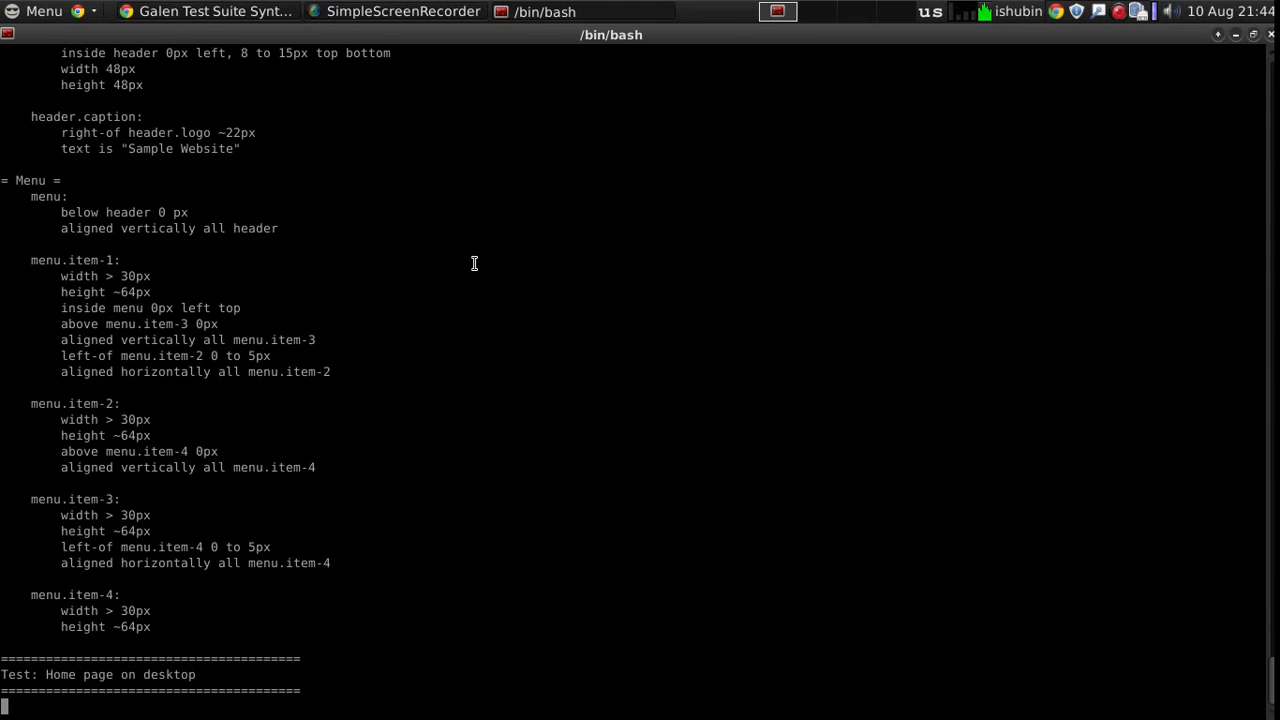 Menu
Galen Test Suite Synt...
SimpleScreenRecorder
/bin/bash
us
ishubin
10 Aug 21:44
/bin/bash
inside header 0px left, 8 to 15px top bottom
width 48px
height 48px
header.caption:
right-of header.logo ~22px
text is "Sample Website"
= Menu =
menu:
below header 0 px
aligned vertically all header
menu.item-1:
width > 30px
height ~64px
inside menu 0px left top
above menu.item-3 0px
aligned vertically all menu.item-3
left-of menu.item-2 0 to 5px
aligned horizontally all menu.item-2
menu.item-2:
width > 30px
height ~64px
above menu.item-4 0px
aligned vertically all menu.item-4
menu.item-3:
width > 30px
height ~64px
left-of menu.item-4 0 to 5px
aligned horizontally all menu.item-4
menu.item-4:
width > 30px
height ~64px
========================================
Test: Home page on desktop
========================================